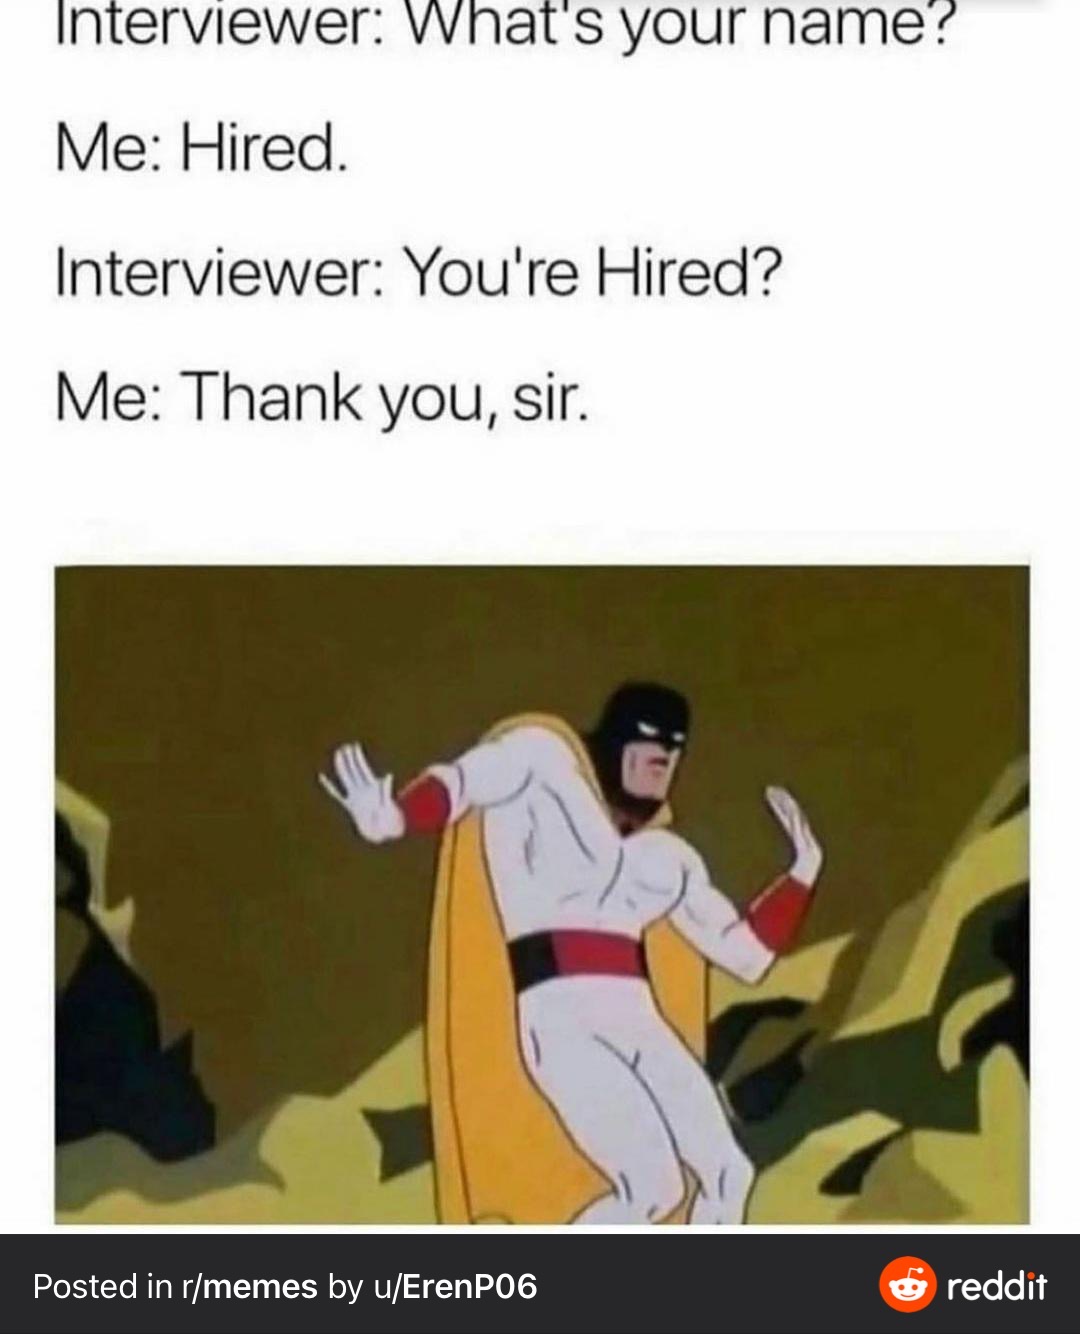 Interviewer: What's your name?
Me: Hired.
Interviewer: You're Hired?
Me: Thank you, sir.
Posted in r/memes by u/ErenP06
reddit